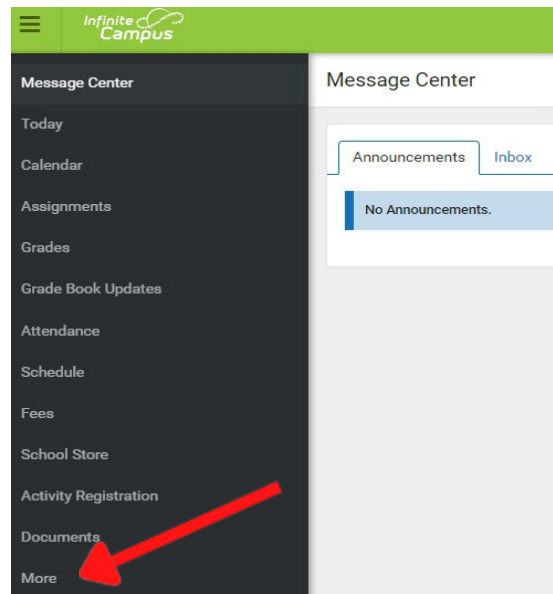 Infinite
Campus
Message Center
Today
Calendar
Assignments
Grades
Grade Book Updates
Attendance
Schedule
Fees
School Store
Activity Registration
Documents
More
Message Center
Announcements Inbox
No Announcements.